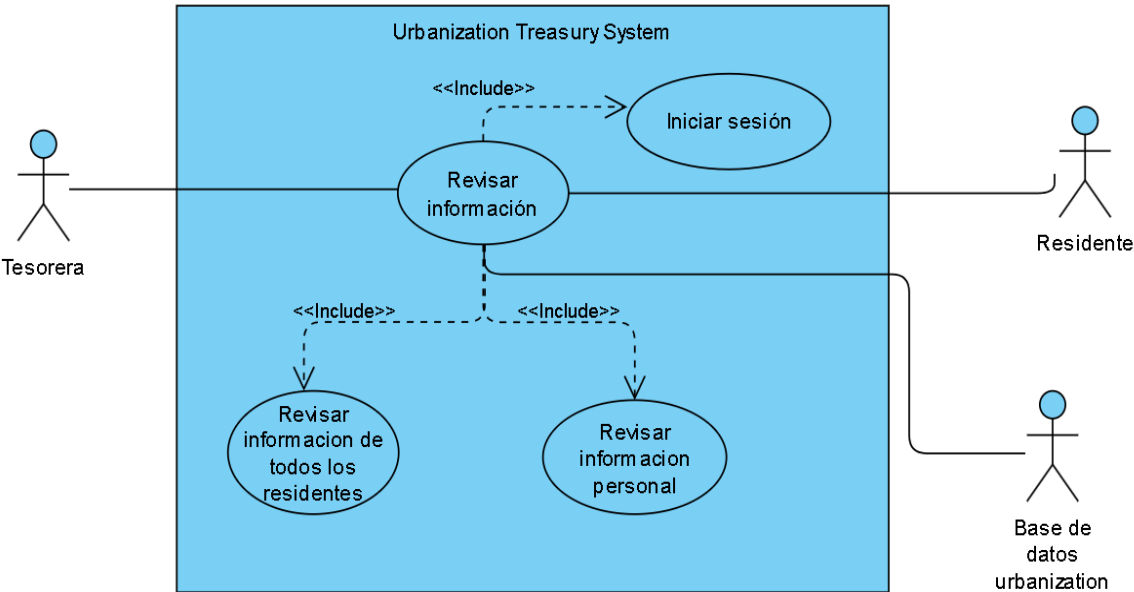 Urbanization Treasury System
<<Include>>
Iniciar sesión
Revisar
información
Tesorera
Residente
<<Include>>
<<Include>>
Revisar
informacion de
todos los
residentes
Revisar
informacion
personal
Base de
datos
urbanization